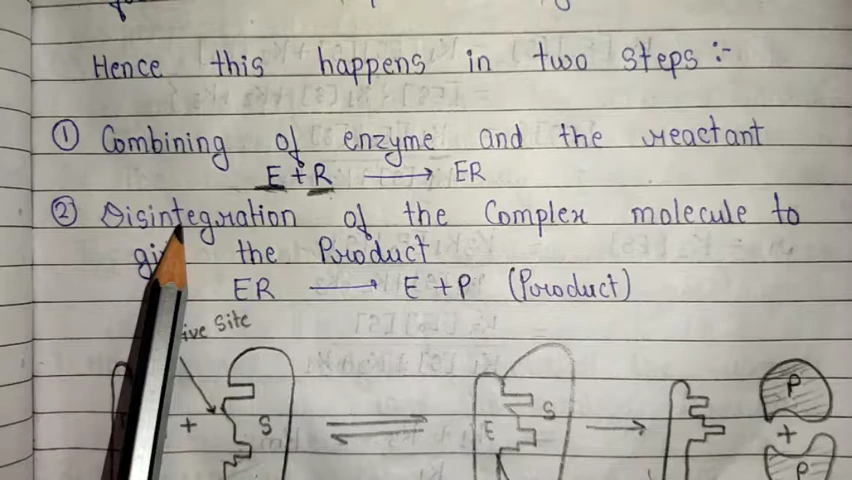 Hence this happens in two steps :-
① Combining of enzyme and the reactant
E + R → ER
② Disintegration of the Complex molecule to
the Product
ER → E + P (Product)
Site
+ S E S P
+
P